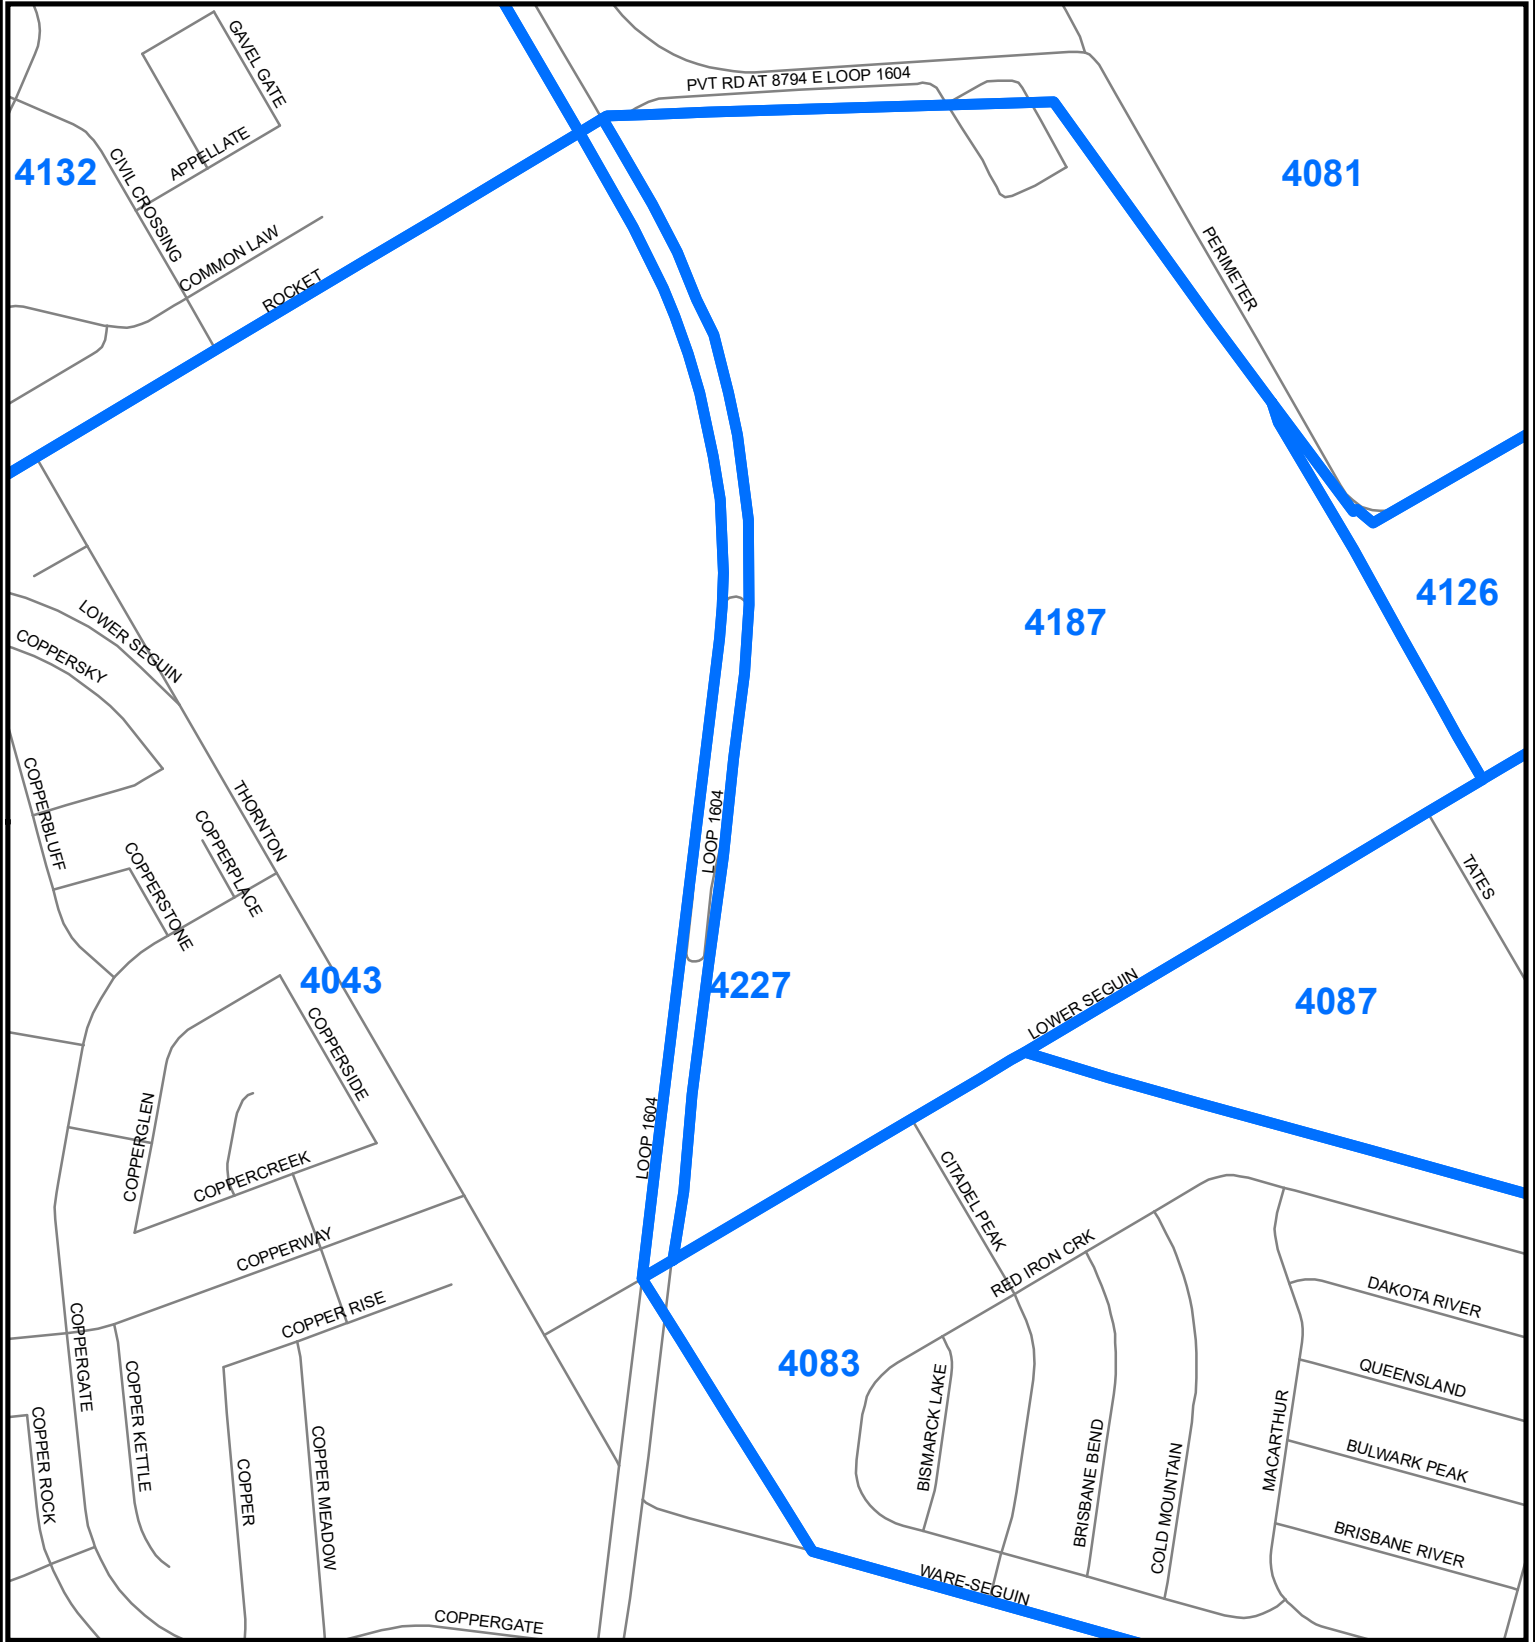 GAVEL GATE
PVT RD AT 8794 E LOOP 1604
APPELLATE
4132
4081
CIVIL CROSSING
COMMON LAW
PERIMETER
ROCKET
4126
4187
LOWER SEGUIN
COPPERSKY
COPPERBLUFF
THORNTON
COPPERPLACE
COPPERSTONE
LOOP 1604
TATES
4043
4227
LOWER SEGUIN
4087
COPPERSIDE
COPPERGLEN
LOOP 1604
COPPERCREEK
CITADEL PEAK
COPPERWAY
RED IRON CRK
COPPER RISE
DAKOTA RIVER
COPPERGATE
4083
QUEENSLAND
COPPER KETTLE
BISMARCK LAKE
MACARTHUR
COPPER ROCK
COPPER
COPPER MEADOW
BRISBANE BEND
COLD MOUNTAIN
BULWARK PEAK
BRISBANE RIVER
WARE-SEGUIN
COPPERGATE